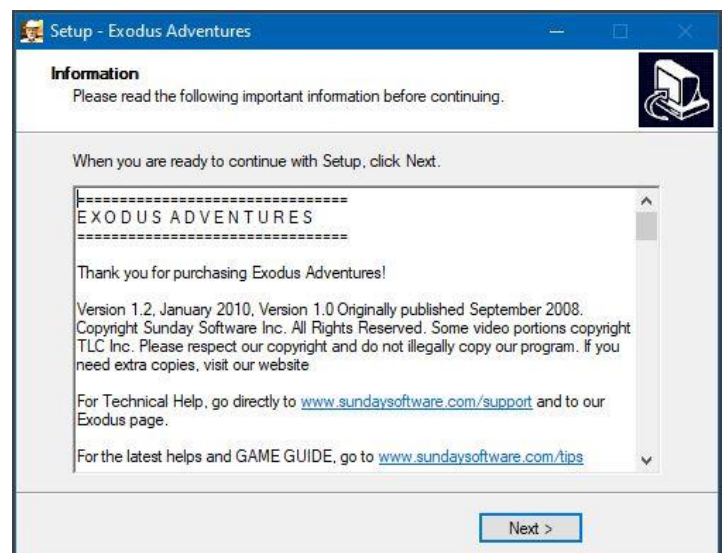 Setup - Exodus Adventures
Information
Please read the following important information before continuing.
When you are ready to continue with Setup, click Next.
================================
E X O D U S A D V E N T U R E S
================================
Thank you for purchasing Exodus Adventures!
Version 1.2, January 2010, Version 1.0 Originally published September 2008.
Copyright Sunday Software Inc. All Rights Reserved. Some video portions copyright
TLC Inc. Please respect our copyright and do not illegally copy our program. If you
need extra copies, visit our website
For Technical Help, go directly to www.sundaysoftware.com/support and to our
Exodus page.
For the latest helps and GAME GUIDE, go to www.sundaysoftware.com/tips
Next >